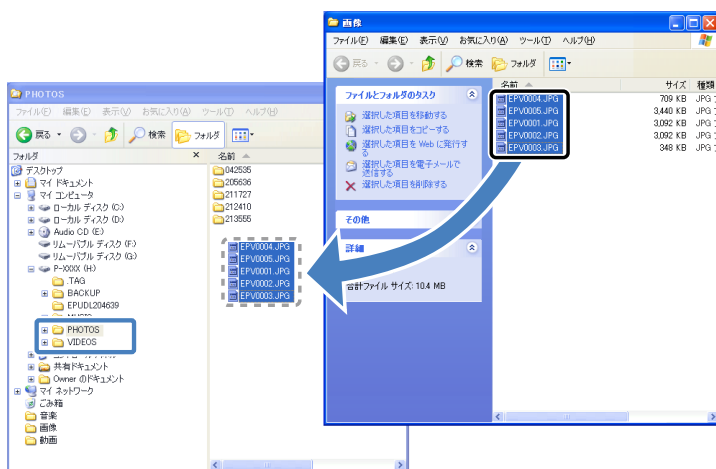 PHOTOS
ファイル(F) 編集(E) 表示(V) お気に入り(A) ツール(T) ヘルプ(H)
戻る 検索 フォルダ
フォルダ × 名前
デスクトップ
マイ ドキュメント
マイ コンピュータ
ローカル ディスク (C:)
ローカル ディスク (D:)
Audio CD (E:)
リムーバブル ディスク (F:)
リムーバブル ディスク (G:)
P-XXXX (H:)
.TAG
BACKUP
EPUDL204639
PHOTOS
VIDEOS
共有ドキュメント
Owner のドキュメント
マイ ネットワーク
ごみ箱
音楽
画像
動画
042535
205636
211727
212410
213555
EPV0004.JPG
EPV0005.JPG
EPV0001.JPG
EPV0002.JPG
EPV0003.JPG
画像
ファイル(F) 編集(E) 表示(V) お気に入り(A) ツール(T) ヘルプ(H)
戻る 検索 フォルダ
ファイルとフォルダのタスク
選択した項目を移動する
選択した項目をコピーする
選択した項目を Web に発行す
る
選択した項目を電子メールで
送信する
選択した項目を削除する
その他
詳細
合計ファイル サイズ: 10.4 MB
名前 サイズ 種類
EPV0004.JPG 709 KB JPG
EPV0005.JPG 3,440 KB JPG
EPV0001.JPG 3,092 KB JPG
EPV0002.JPG 3,092 KB JPG
EPV0003.JPG 348 KB JPG